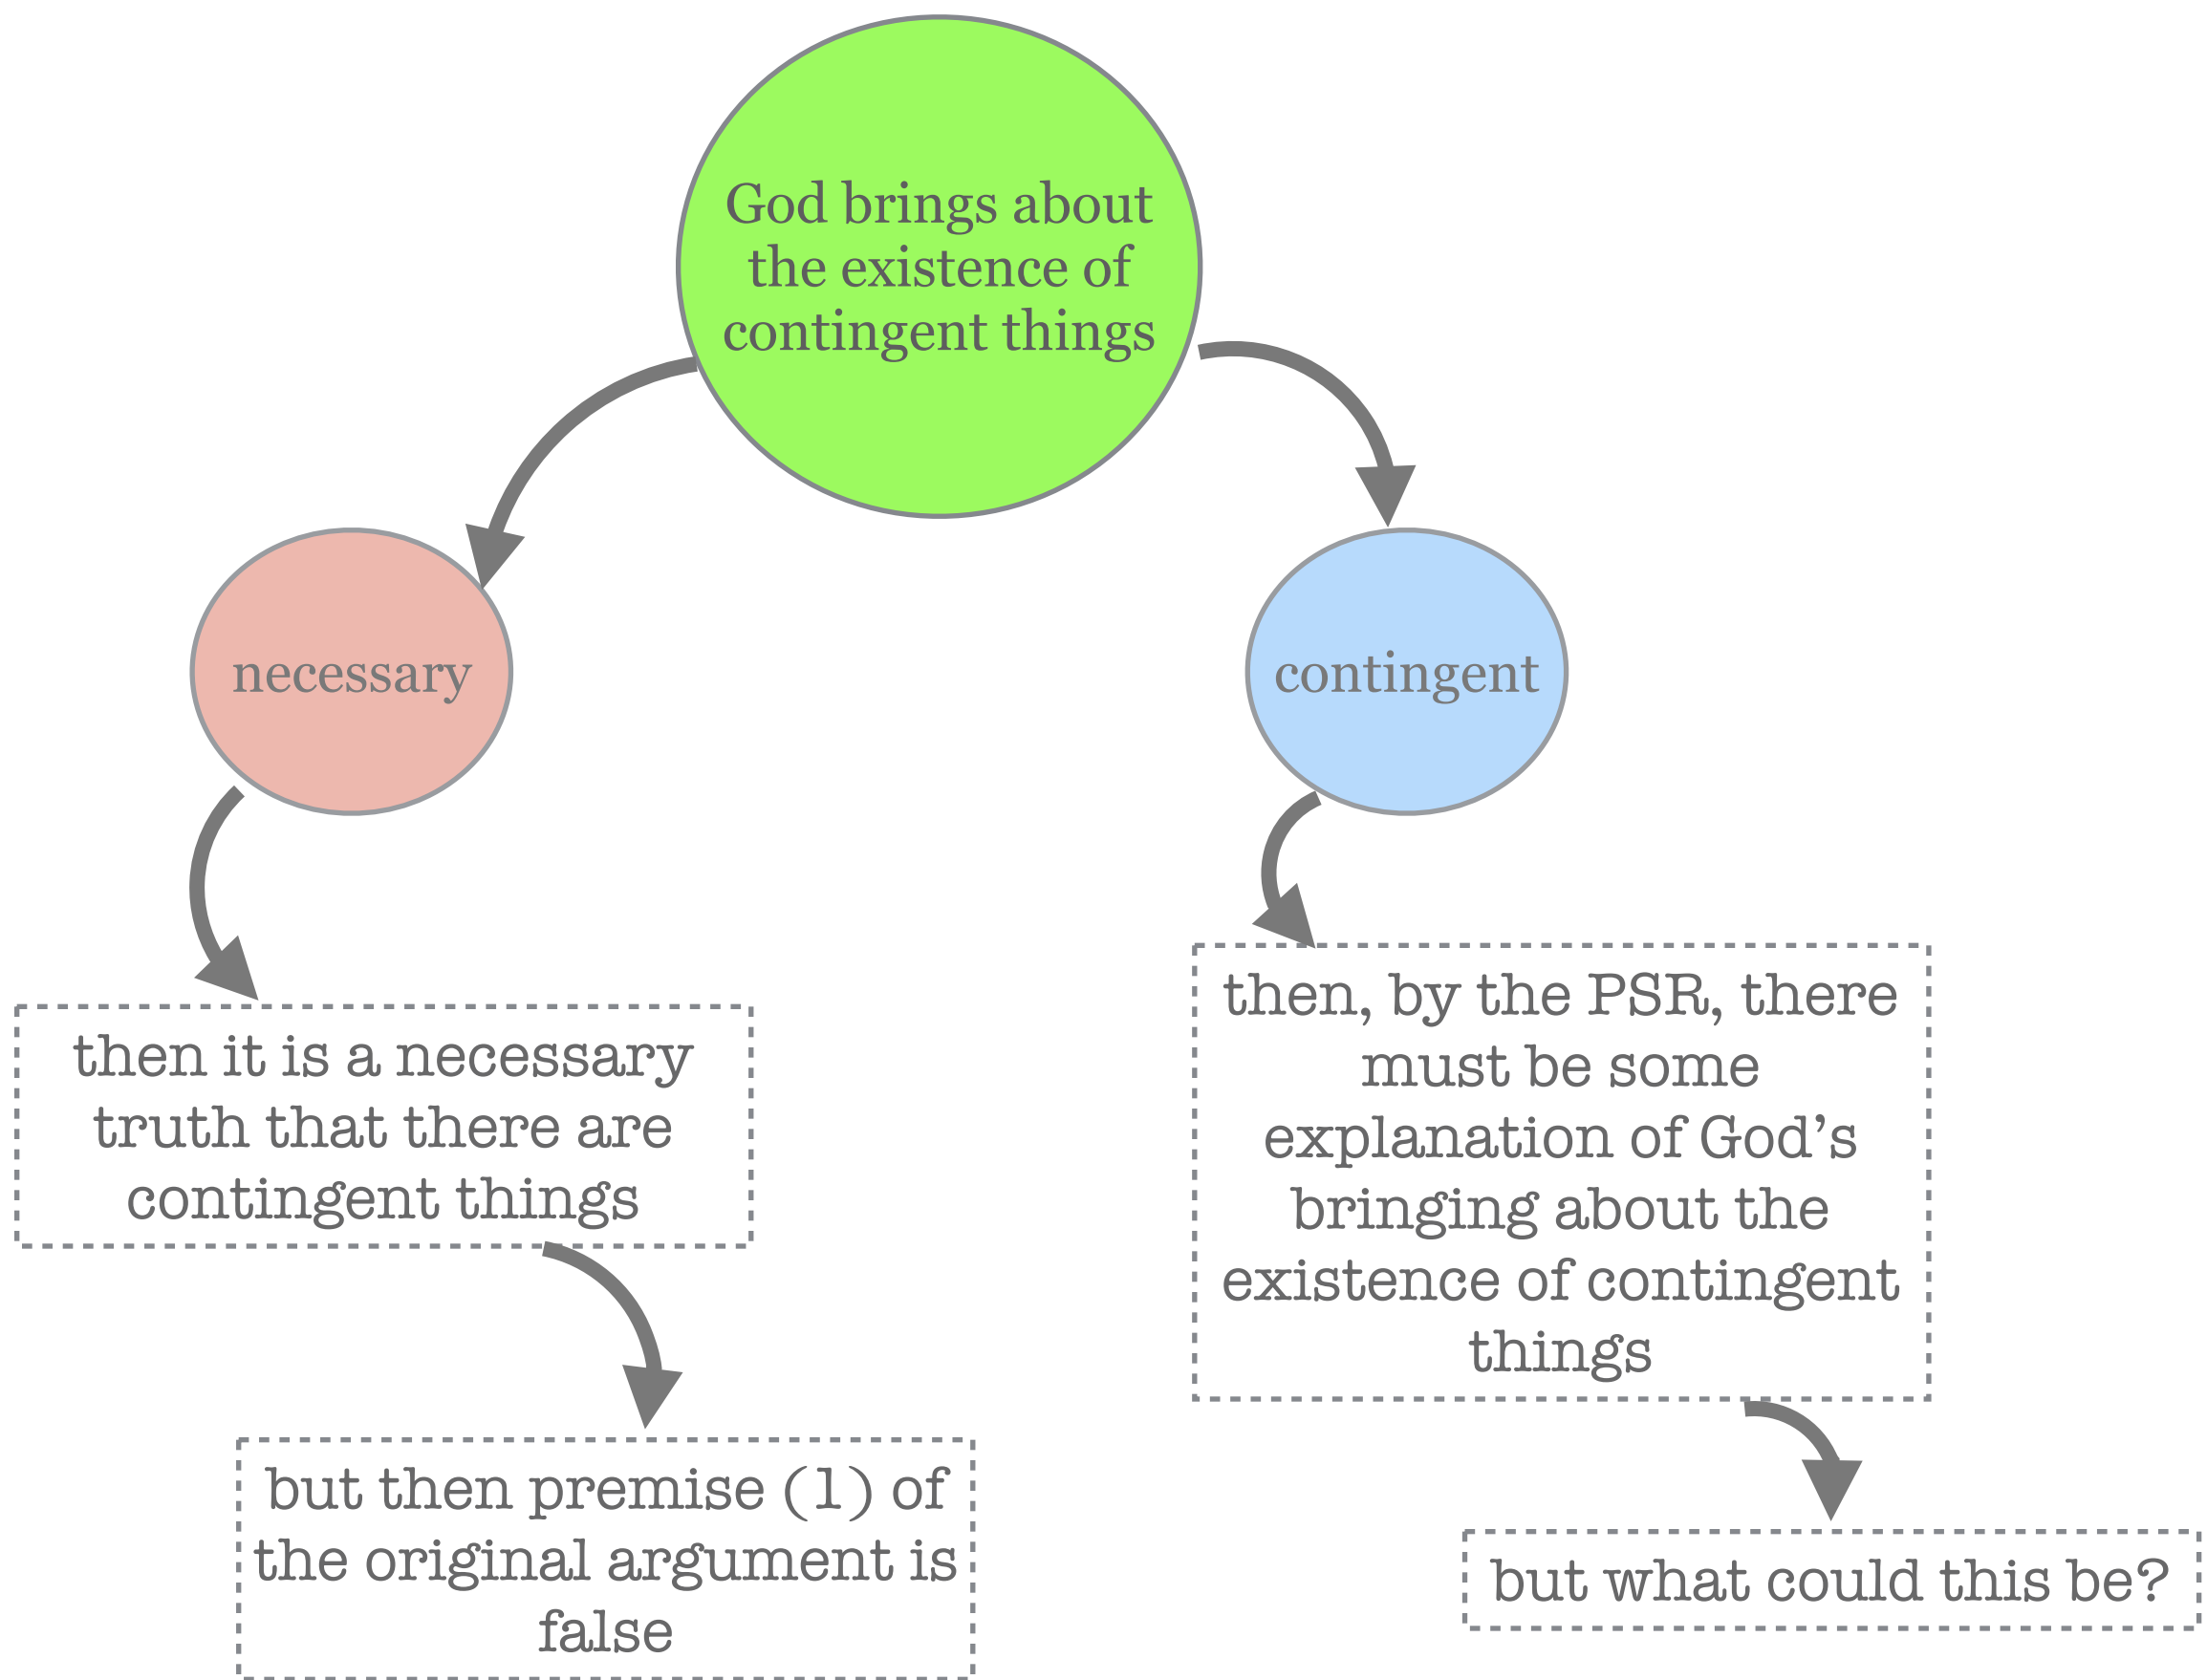 God brings about
the existence of
contingent things
necessary
contingent
then it is a necessary
truth that there are
contingent things
then, by the PSR, there
must be some
explanation of God's
bringing about the
existence of contingent
things
but then premise (1) of
the original argument is
false
but what could this be?